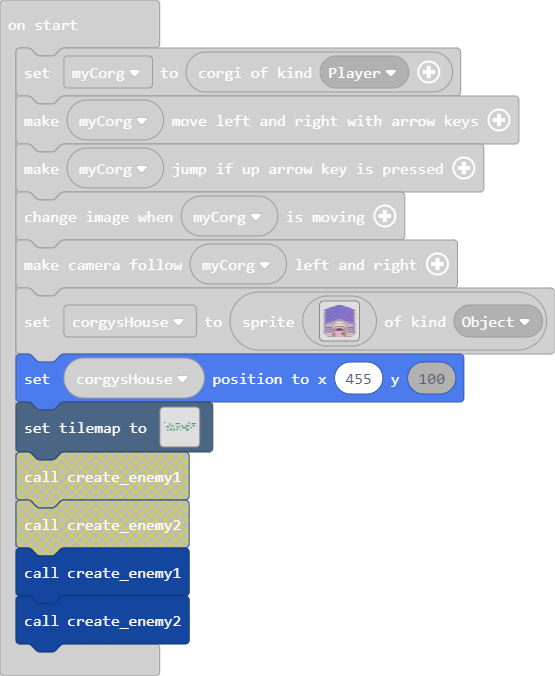 on start
set myCorg to corgi of kind Player
make myCorg move left and right with arrow keys
make myCorg jump if up arrow key is pressed
change image when myCorg is moving
make camera follow myCorg left and right
set corgysHouse to sprite of kind Object
set corgysHouse position to x 455 y 100
set tilemap to
call create_enemy1
call create_enemy2
call create_enemy1
call create_enemy2